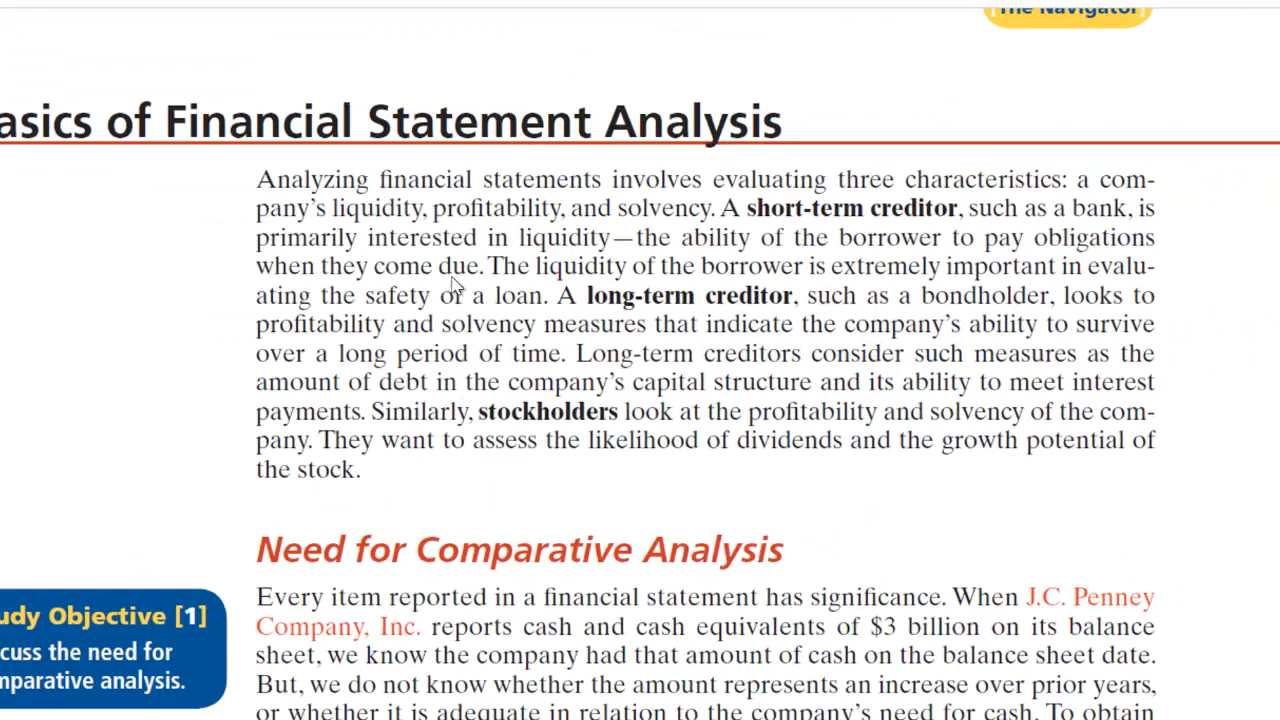 [The Navigator]
asics of Financial Statement Analysis
Analyzing financial statements involves evaluating three characteristics: a com-
pany's liquidity, profitability, and solvency. A short-term creditor, such as a bank, is
primarily interested in liquidity—the ability of the borrower to pay obligations
when they come due. The liquidity of the borrower is extremely important in evalu-
ating the safety of a loan. A long-term creditor, such as a bondholder, looks to
profitability and solvency measures that indicate the company's ability to survive
over a long period of time. Long-term creditors consider such measures as the
amount of debt in the company's capital structure and its ability to meet interest
payments. Similarly, stockholders look at the profitability and solvency of the com-
pany. They want to assess the likelihood of dividends and the growth potential of
the stock.
Need for Comparative Analysis
udy Objective [1]
cuss the need for
mparative analysis.
Every item reported in a financial statement has significance. When J.C. Penney
Company, Inc. reports cash and cash equivalents of $3 billion on its balance
sheet, we know the company had that amount of cash on the balance sheet date.
But, we do not know whether the amount represents an increase over prior years,
or whether it is adequate in relation to the company's need for cash. To obtain